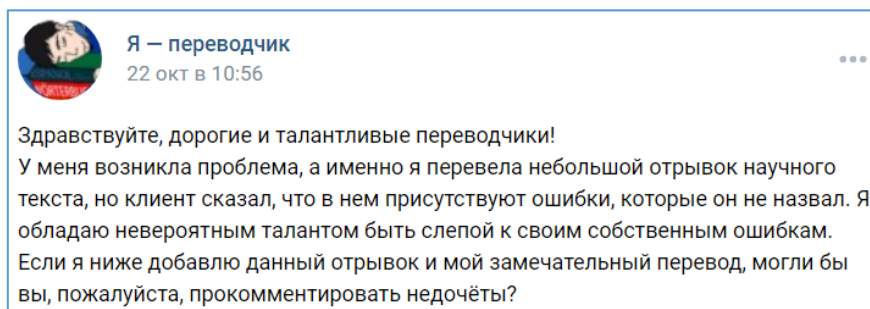 Я — переводчик
22 окт в 10:56
Здравствуйте, дорогие и талантливые переводчики!
У меня возникла проблема, а именно я перевела небольшой отрывок научного
текста, но клиент сказал, что в нем присутствуют ошибки, которые он не назвал. Я
обладаю невероятным талантом быть слепой к своим собственным ошибкам.
Если я ниже добавлю данный отрывок и мой замечательный перевод, могли бы
вы, пожалуйста, прокомментировать недочёты?